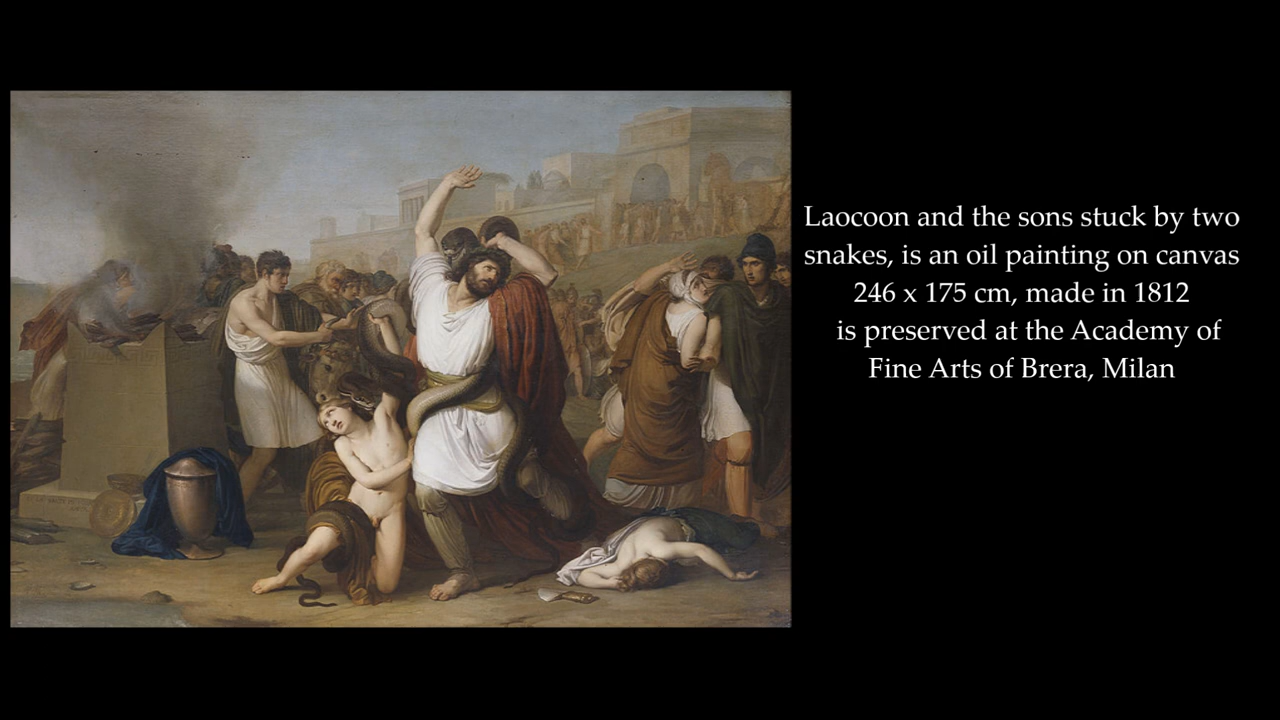 Laocoon and the sons stuck by two
snakes, is an oil painting on canvas
246 x 175 cm, made in 1812
is preserved at the Academy of
Fine Arts of Brera, Milan